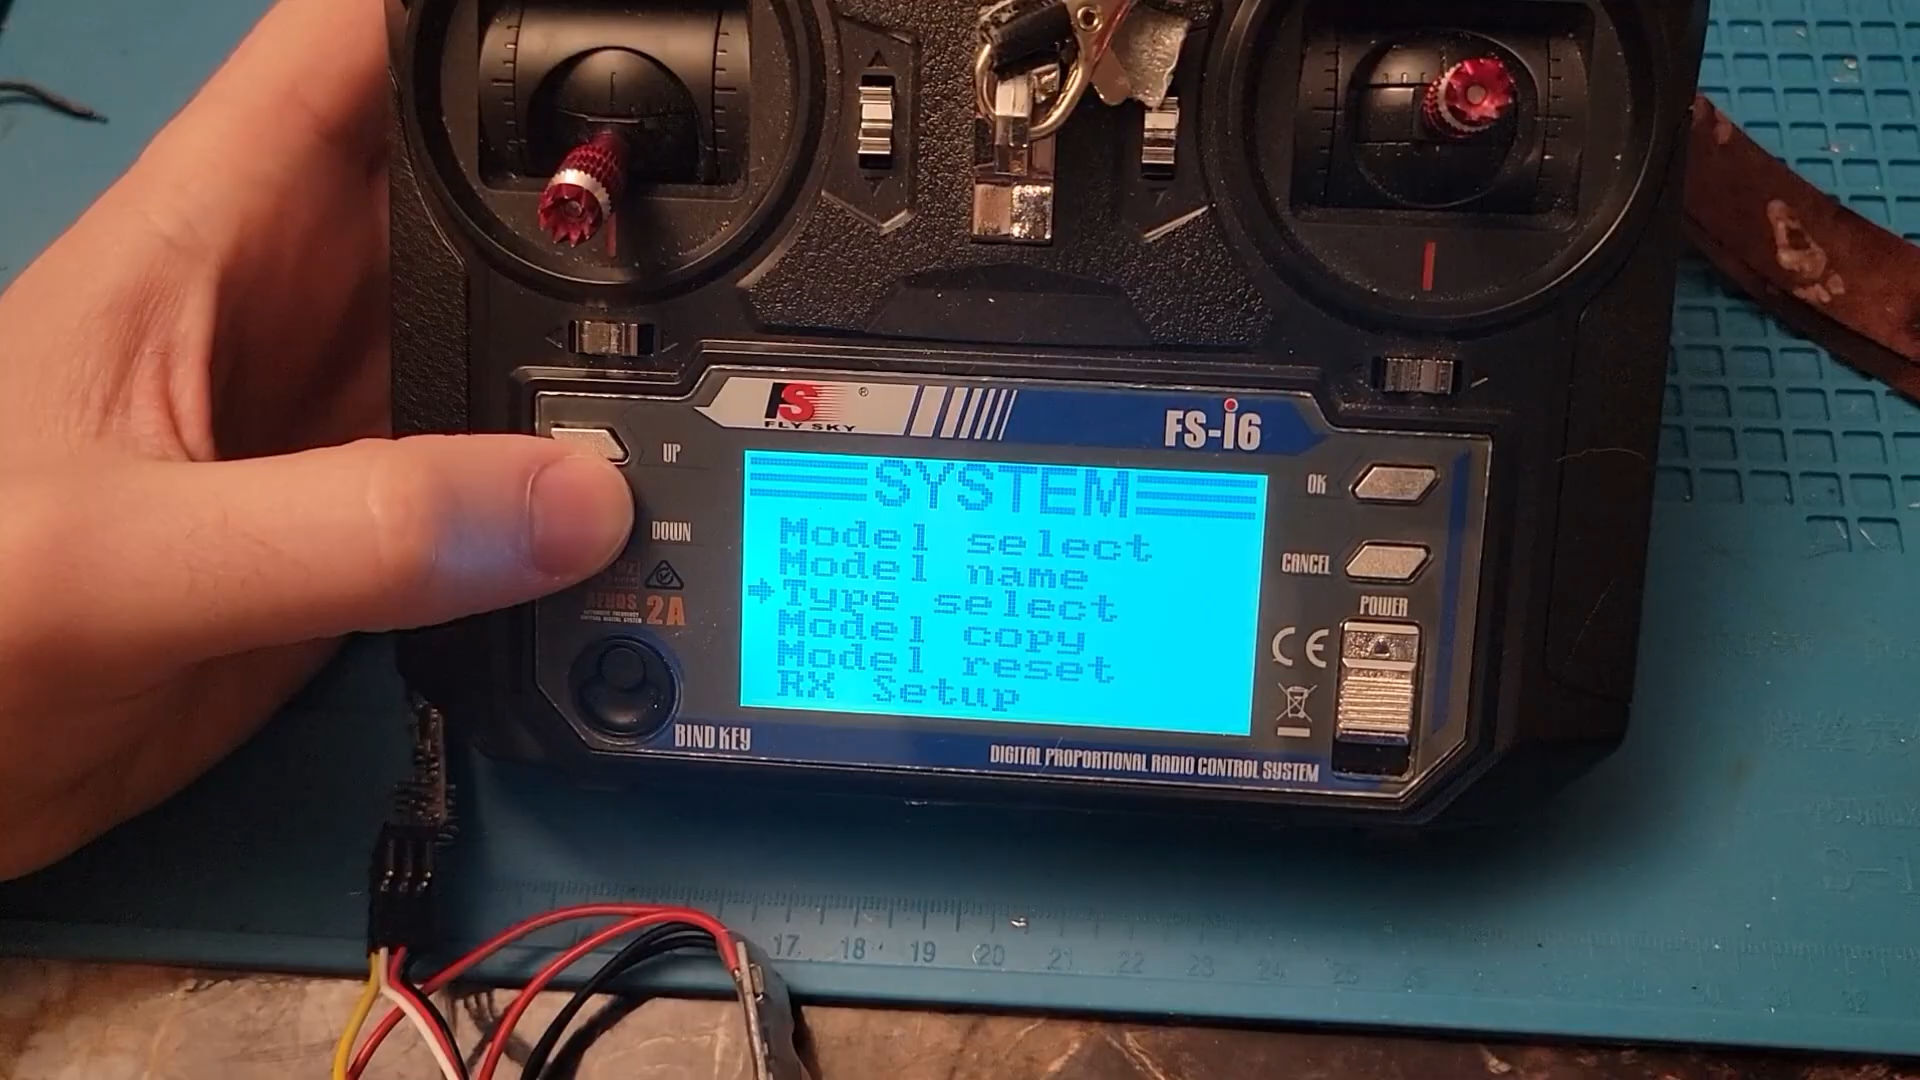 FS ®
FLY SKY
FS-i6
UP
DOWN
2A
BIND KEY
SYSTEM
Model select
Model name
Type select
Model copy
Model reset
RX Setup
OK
CANCEL
POWER
CE
DIGITAL PROPORTIONAL RADIO CONTROL SYSTEM
17 18 19 20 21 22 23 24